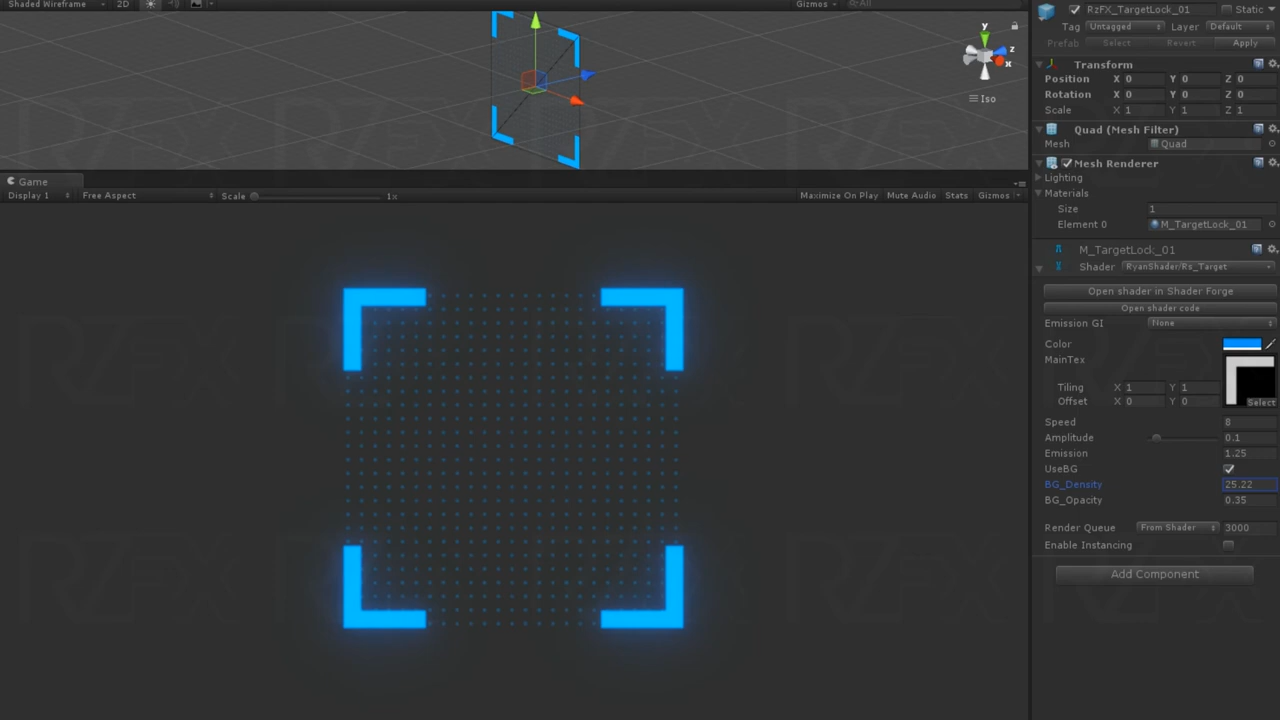 Shaded Wireframe 2D Gizmos All
y
z
x
Iso
Game
Display 1 Free Aspect Scale 1x Maximize On Play Mute Audio Stats Gizmos
RzFX_TargetLock_01 Static
Tag Untagged Layer Default
Prefab Select Revert Apply
Transform
Position X 0 Y 0 Z 0
Rotation X 0 Y 0 Z 0
Scale X 1 Y 1 Z 1
Quad (Mesh Filter)
Mesh Quad
Mesh Renderer
Lighting
Materials
Size 1
Element 0 M_TargetLock_01
M_TargetLock_01
Shader RyanShader/Rs_Target
Open shader in Shader Forge
Open shader code
Emission GI None
Color
MainTex
Tiling X 1 Y 1
Offset X 0 Y 0 Select
Speed 8
Amplitude 0.1
Emission 1.25
UseBG
BG_Density 25.22
BG_Opacity 0.35
Render Queue From Shader 3000
Enable Instancing
Add Component